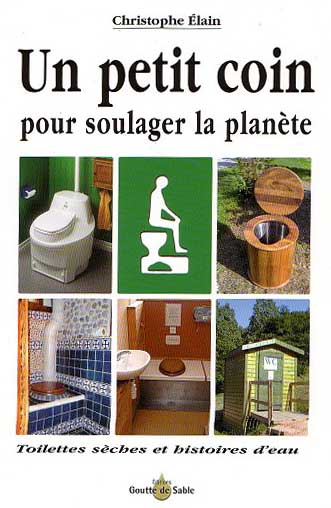 Christophe Élain
Un petit coin
pour soulager la planète
WC
Toilettes sèches et histoires d'eau
Éditions
Goutte de Sable